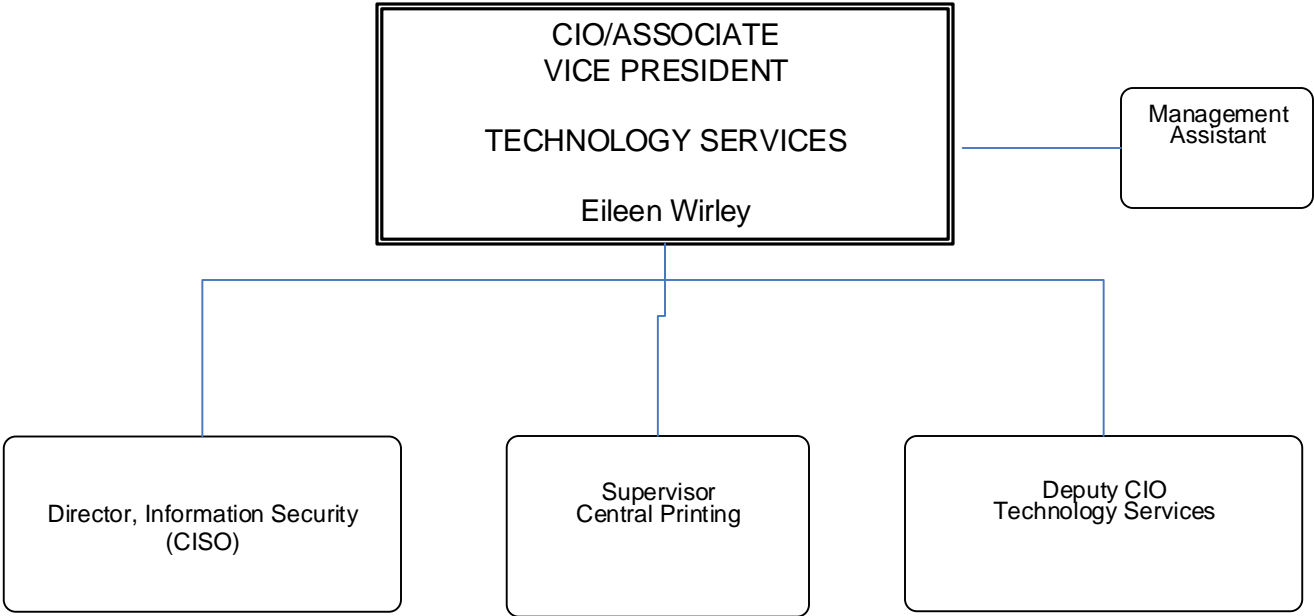 CIO/ASSOCIATE
VICE PRESIDENT
TECHNOLOGY SERVICES
Eileen Wirley
Management
Assistant
Director, Information Security
(CISO)
Supervisor
Central Printing
Deputy CIO
Technology Services